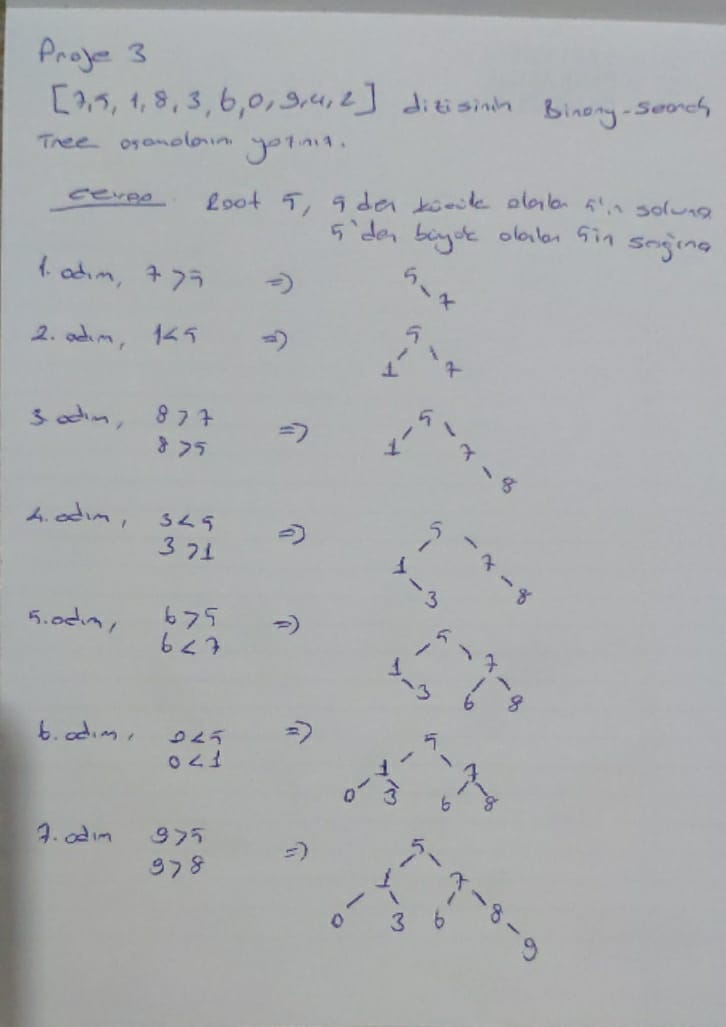 Proje 3
[7,5,1,8,3,6,0,9,4,2] dizisinin Binary-Search
Tree aşamalarını yazınız.
cevap Root 5, 5 den küçük olanlar 5'in soluna
5'den büyük olanlar 5in sağına
1. adım, 7>5 =>
5
7
2. adım, 1<5 =>
5
1 7
3. adım, 8>7 =>
8>5
5
1 7
8
4. adım, 3<5 =>
3>1
5
1 7
3 8
5. adım, 6>5 =>
6<7
5
1 7
3 6 8
6. adım, 0<5 =>
0<1
5
1 7
0 3 6 8
7. adım 9>5 =>
9>8
5
1 7
0 3 6 8
9